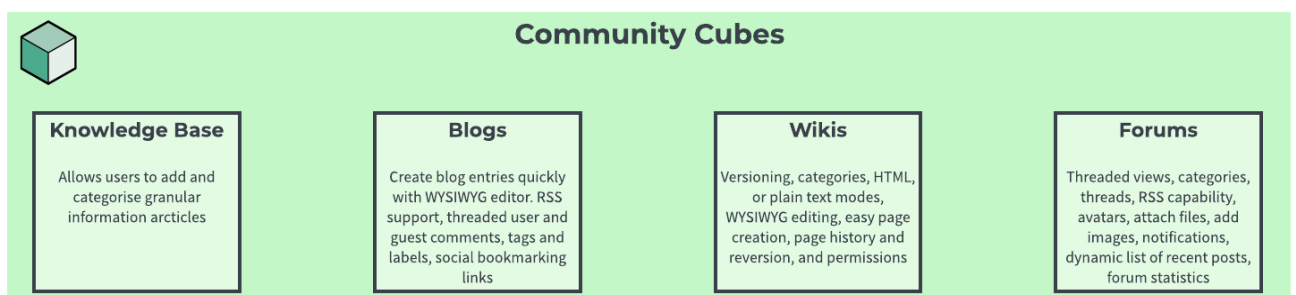 Community Cubes
Knowledge Base
Allows users to add and
categorise granular
information arcticles
Blogs
Create blog entries quickly
with WYSIWYG editor. RSS
support, threaded user and
guest comments, tags and
labels, social bookmarking
links
Wikis
Versioning, categories, HTML,
or plain text modes,
WYSIWYG editing, easy page
creation, page history and
reversion, and permissions
Forums
Threaded views, categories,
threads, RSS capability,
avatars, attach files, add
images, notifications,
dynamic list of recent posts,
forum statistics